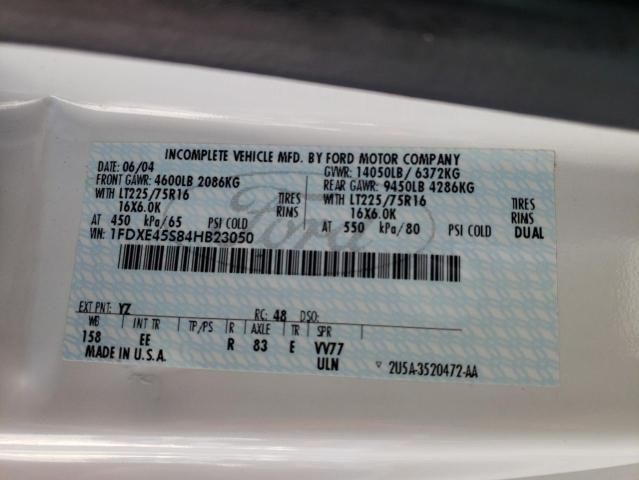 INCOMPLETE VEHICLE MFD. BY FORD MOTOR COMPANY
DATE: 06/04 GVWR: 14050LB / 6372KG
FRONT GAWR: 4600LB 2086KG REAR GAWR: 9450LB 4286KG
WITH LT225/75R16 TIRES WITH LT225/75R16 TIRES
16X6.0K RINS 16X6.0K RINS
AT 450 kPa/65 PSI COLD AT 550 kPa/80 PSI COLD DUAL
VIN: 1FDXE45S84HB23050
Ford
EXT PNT: YZ RC: 48 DSO:
WB INT TR TP/PS R AXLE TR SPR
158 EE R 83 E VV77
MADE IN U.S.A. ULN ▽ 2U5A-3520472-AA